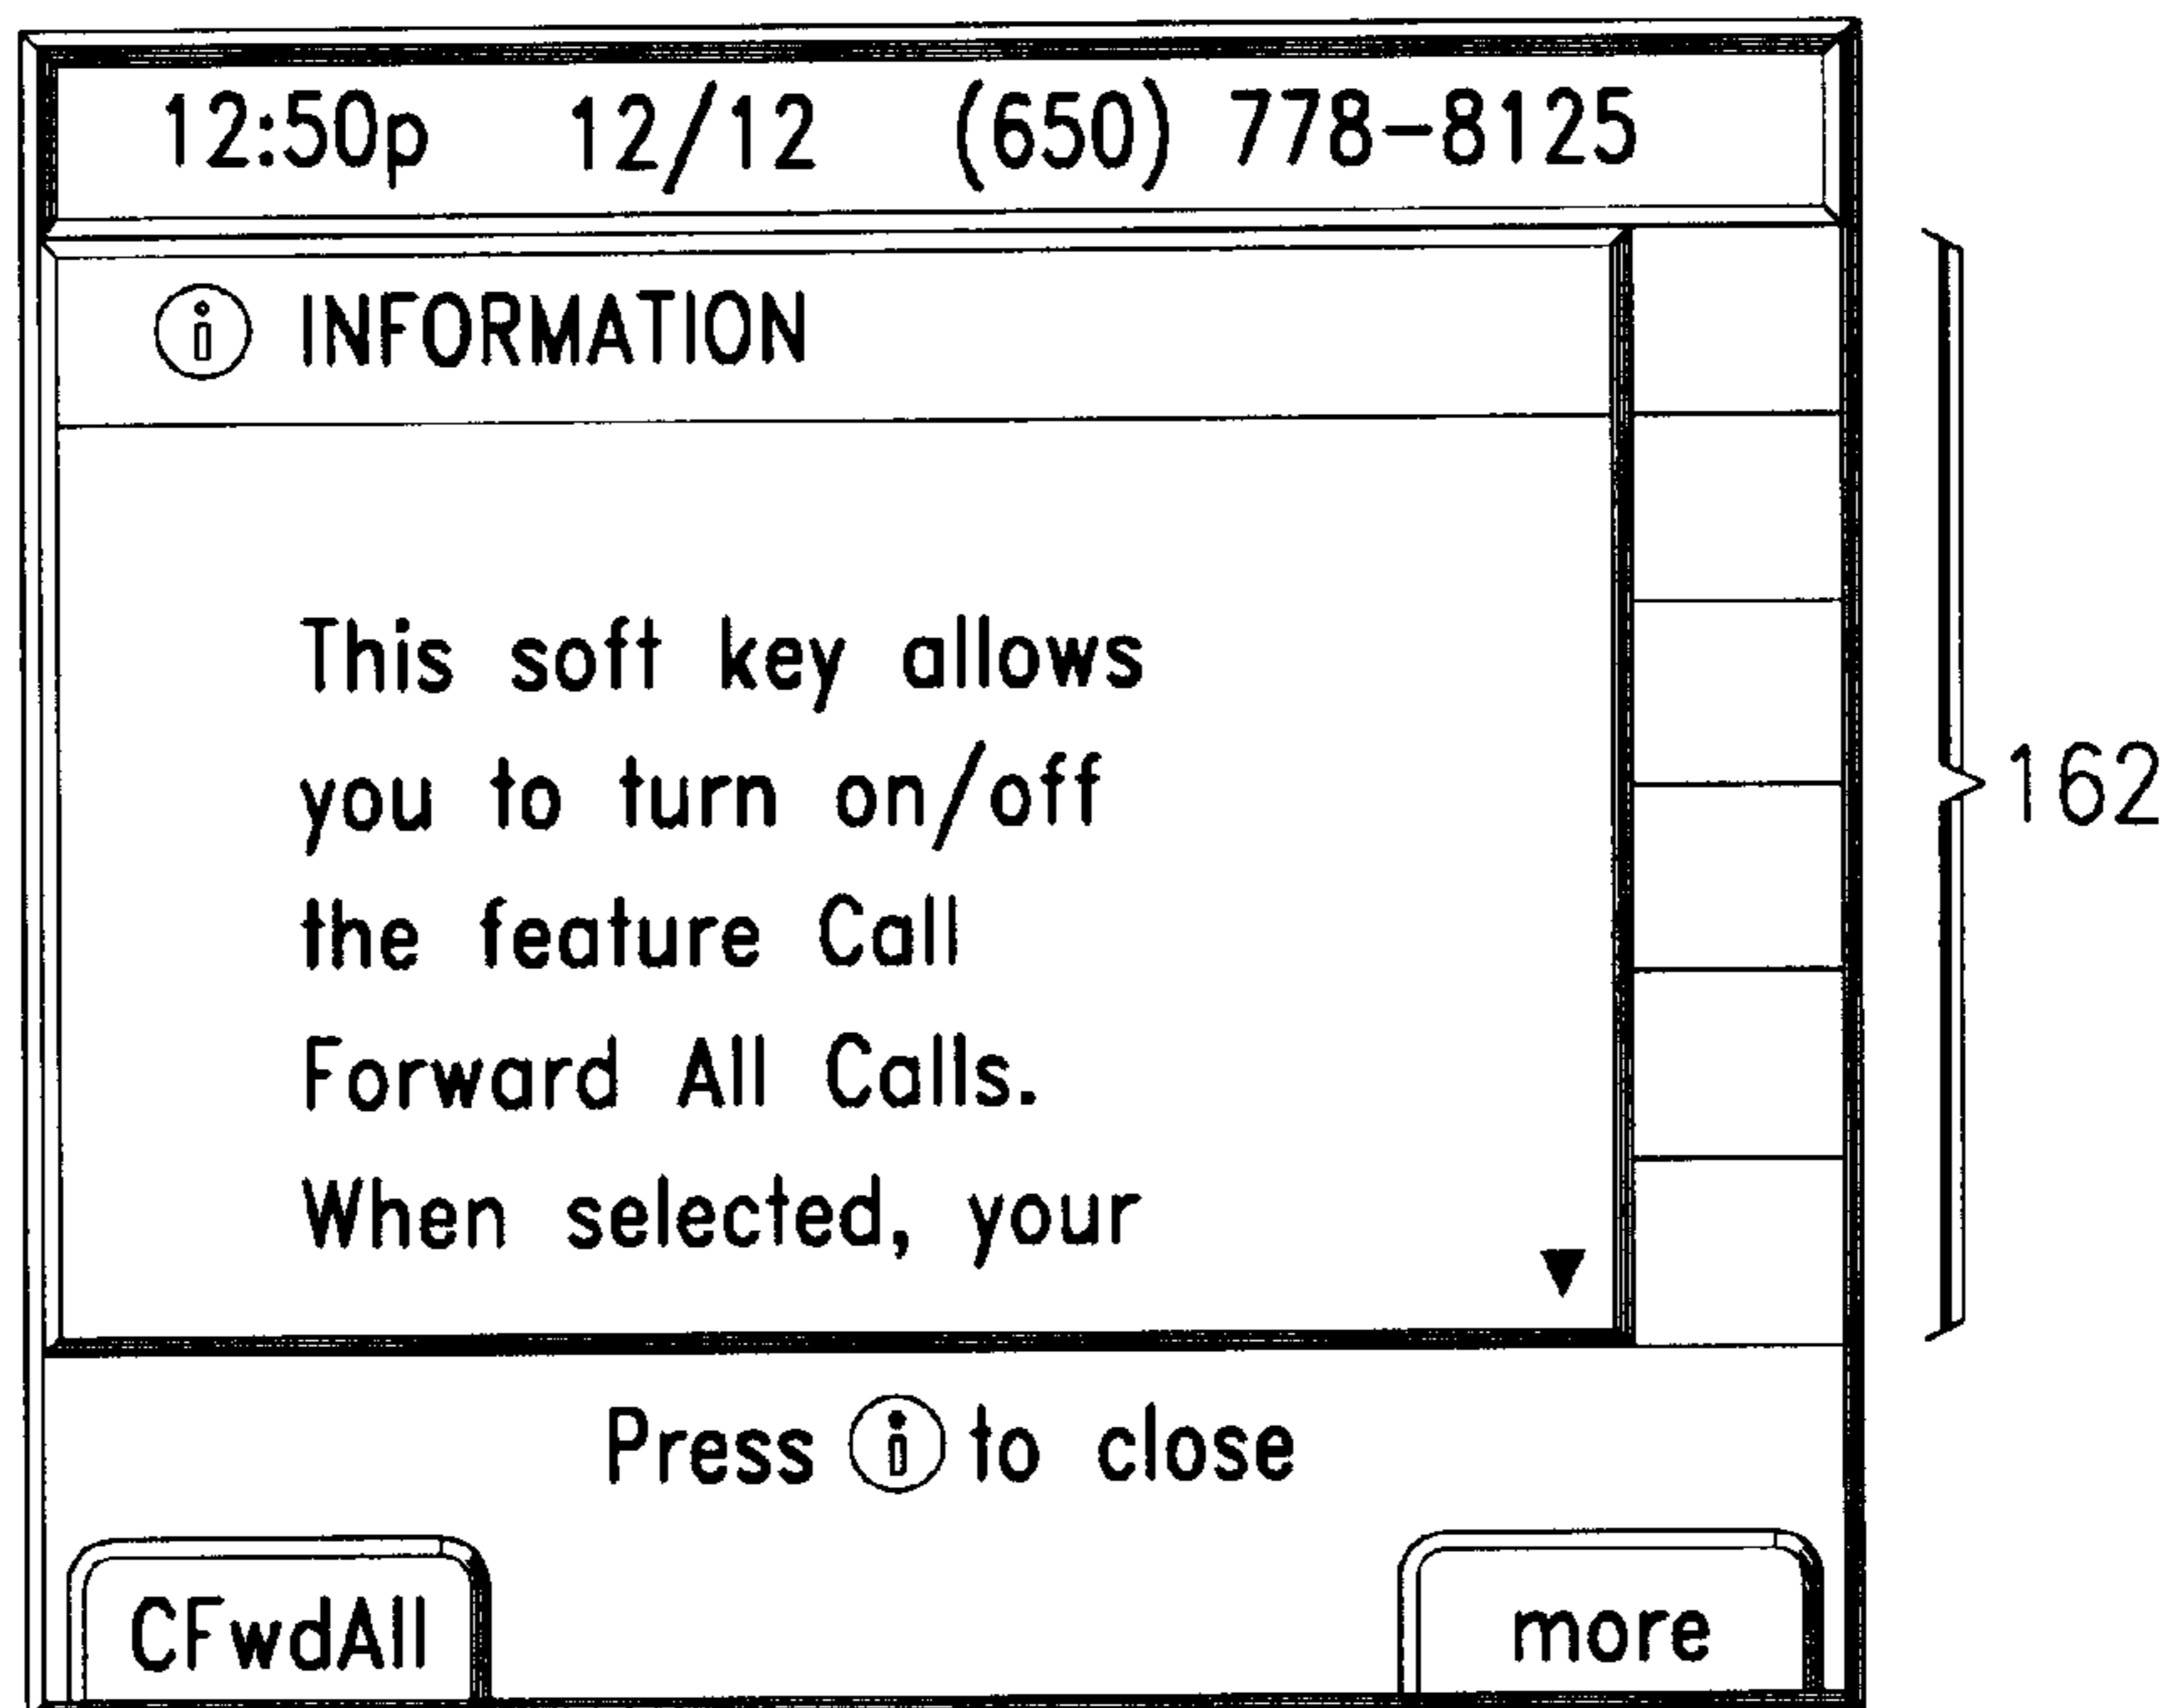 12:50p 12/12 (650) 778-8125
i INFORMATION
This soft key allows
you to turn on/off
the feature Call
Forward All Calls.
When selected, your
162
Press i to close
CFwdAll more